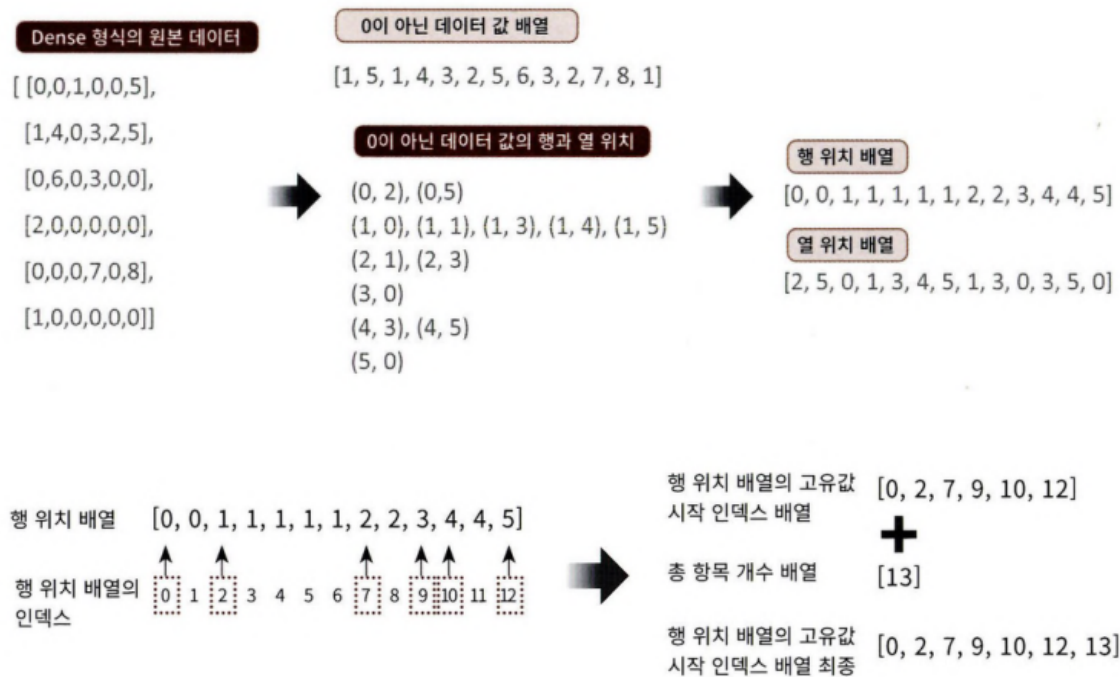 Dense 형식의 원본 데이터
[ [0,0,1,0,0,5],
[1,4,0,3,2,5],
[0,6,0,3,0,0],
[2,0,0,0,0,0],
[0,0,0,7,0,8],
[1,0,0,0,0,0]]
0이 아닌 데이터 값 배열
[1, 5, 1, 4, 3, 2, 5, 6, 3, 2, 7, 8, 1]
0이 아닌 데이터 값의 행과 열 위치
(0, 2), (0,5)
(1, 0), (1, 1), (1, 3), (1, 4), (1, 5)
(2, 1), (2, 3)
(3, 0)
(4, 3), (4, 5)
(5, 0)
행 위치 배열
[0, 0, 1, 1, 1, 1, 1, 2, 2, 3, 4, 4, 5]
열 위치 배열
[2, 5, 0, 1, 3, 4, 5, 1, 3, 0, 3, 5, 0]
행 위치 배열 [0, 0, 1, 1, 1, 1, 1, 2, 2, 3, 4, 4, 5]
행 위치 배열의
인덱스
0 1 2 3 4 5 6 7 8 9 10 11 12
행 위치 배열의 고유값
시작 인덱스 배열
[0, 2, 7, 9, 10, 12]
+
총 항목 개수 배열 [13]
행 위치 배열의 고유값
시작 인덱스 배열 최종
[0, 2, 7, 9, 10, 12, 13]